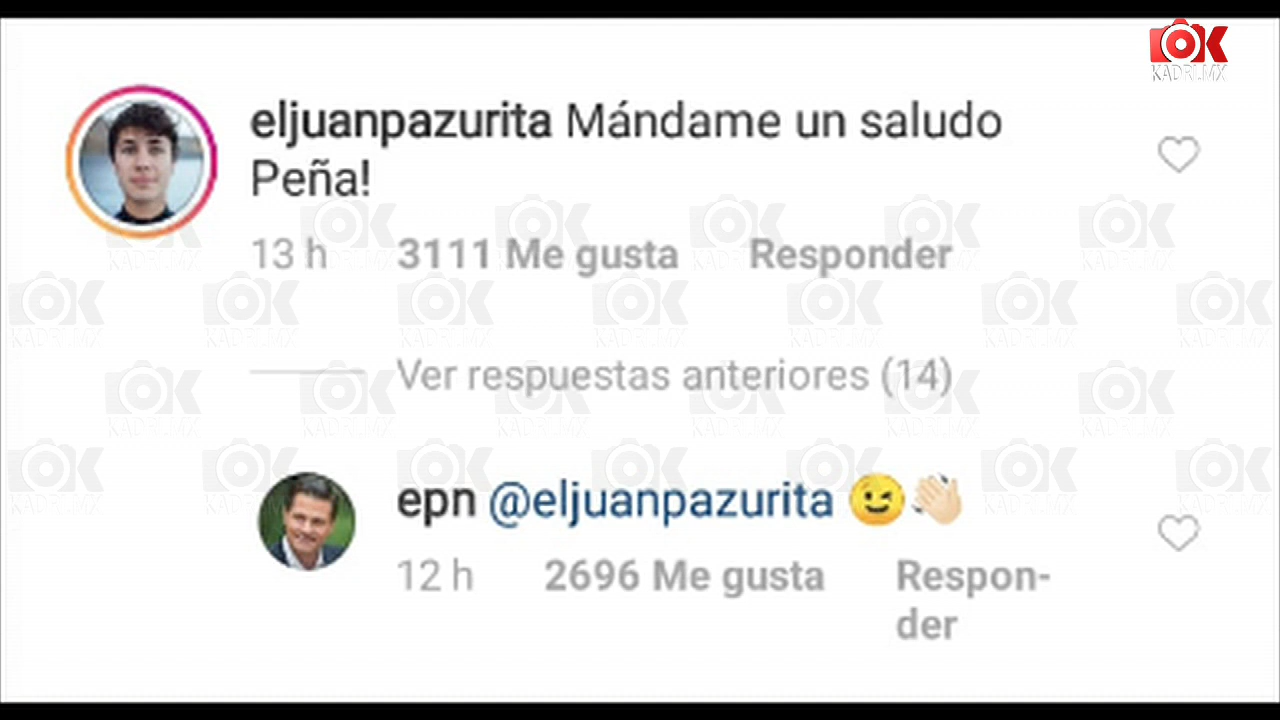 OK
KADRI.MX
eljuanpazurita Mándame un saludo
Peña!
13 h 3111 Me gusta Responder
Ver respuestas anteriores (14)
epn @eljuanpazurita 😉👋🏻
12 h 2696 Me gusta Respon-
der